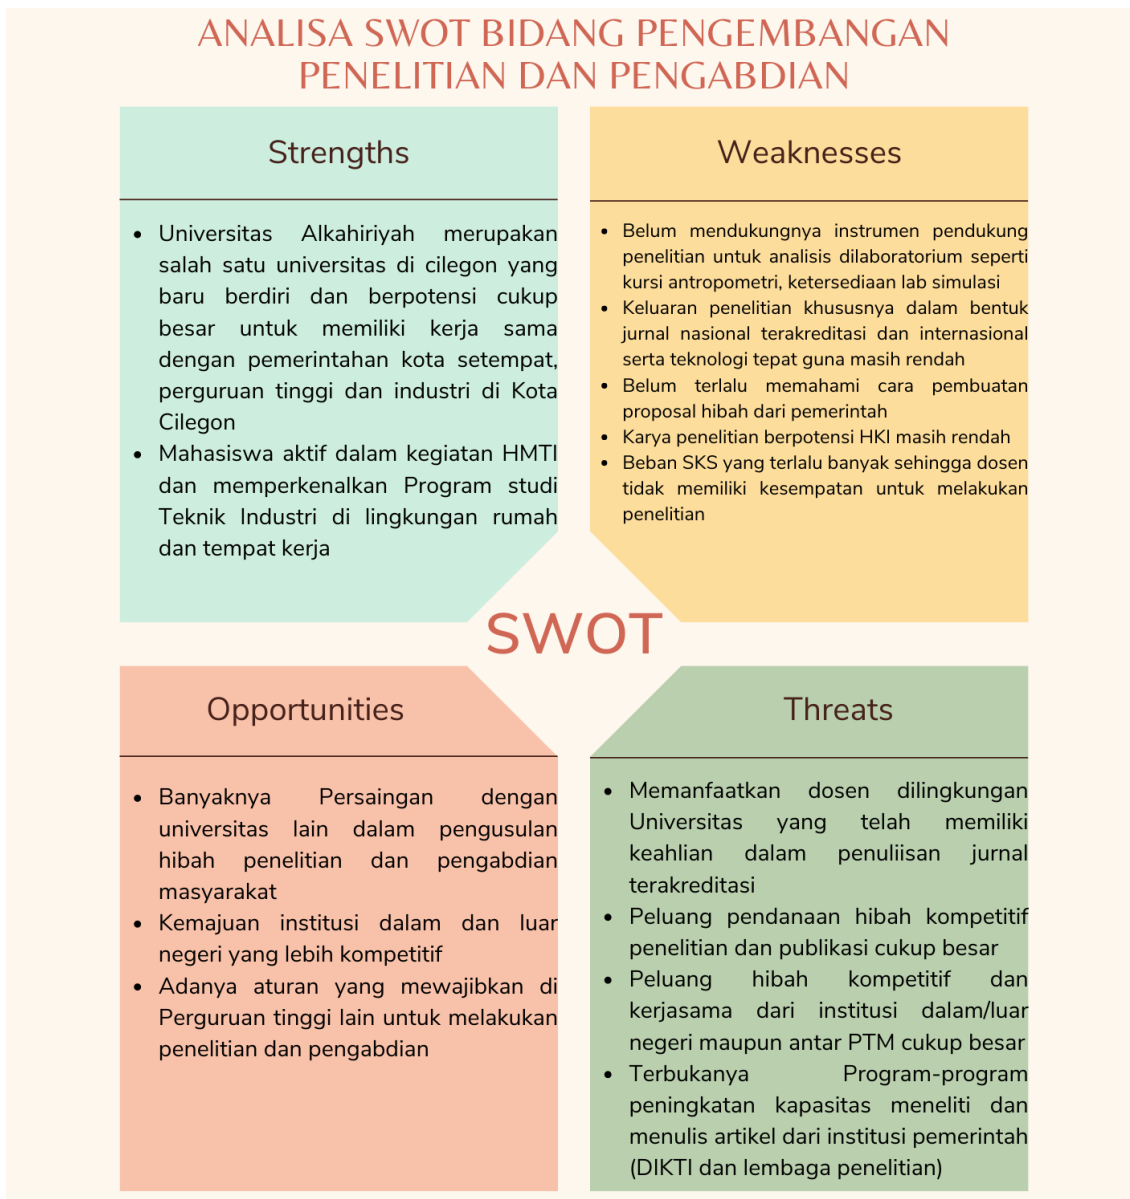 ANALISA SWOT BIDANG PENGEMBANGAN
PENELITIAN DAN PENGABDIAN
Strengths
• Universitas Alkahiriyah merupakan
salah satu universitas di cilegon yang
baru berdiri dan berpotensi cukup
besar untuk memiliki kerja sama
dengan pemerintahan kota setempat,
perguruan tinggi dan industri di Kota
Cilegon
• Mahasiswa aktif dalam kegiatan HMTI
dan memperkenalkan Program studi
Teknik Industri di lingkungan rumah
dan tempat kerja
Weaknesses
• Belum mendukungnya instrumen pendukung
penelitian untuk analisis dilaboratorium seperti
kursi antropometri, ketersediaan lab simulasi
• Keluaran penelitian khususnya dalam bentuk
jurnal nasional terakreditasi dan internasional
serta teknologi tepat guna masih rendah
• Belum terlalu memahami cara pembuatan
proposal hibah dari pemerintah
• Karya penelitian berpotensi HKI masih rendah
• Beban SKS yang terlalu banyak sehingga dosen
tidak memiliki kesempatan untuk melakukan
penelitian
SWOT
Opportunities
• Banyaknya Persaingan dengan
universitas lain dalam pengusulan
hibah penelitian dan pengabdian
masyarakat
• Kemajuan institusi dalam dan luar
negeri yang lebih kompetitif
• Adanya aturan yang mewajibkan di
Perguruan tinggi lain untuk melakukan
penelitian dan pengabdian
Threats
• Memanfaatkan dosen dilingkungan
Universitas yang telah memiliki
keahlian dalam penuliisan jurnal
terakreditasi
• Peluang pendanaan hibah kompetitif
penelitian dan publikasi cukup besar
• Peluang hibah kompetitif dan
kerjasama dari institusi dalam/luar
negeri maupun antar PTM cukup besar
• Terbukanya Program-program
peningkatan kapasitas meneliti dan
menulis artikel dari institusi pemerintah
(DIKTI dan lembaga penelitian)